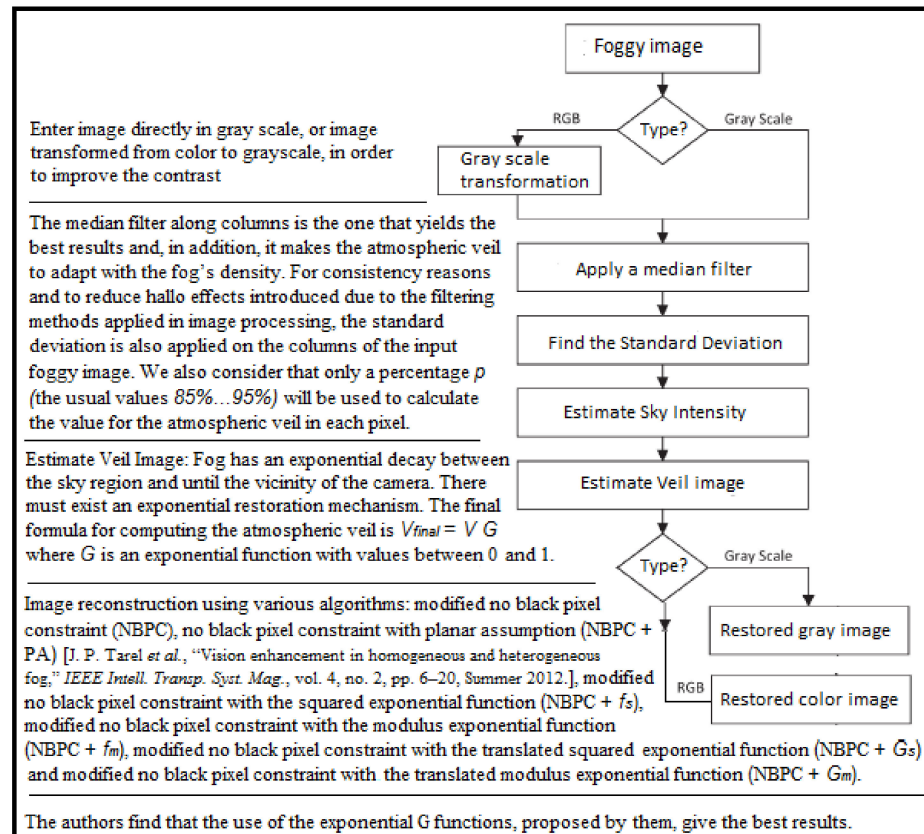 Foggy image
Type?
RGB
Gray Scale
Gray scale
transformation
Apply a median filter
Find the Standard Deviation
Estimate Sky Intensity
Estimate Veil image
Type?
Gray Scale
Restored gray image
RGB
Restored color image
Enter image directly in gray scale, or image
transformed from color to grayscale, in order
to improve the contrast
The median filter along columns is the one that yields the
best results and, in addition, it makes the atmospheric veil
to adapt with the fog's density. For consistency reasons
and to reduce hallo effects introduced due to the filtering
methods applied in image processing, the standard
deviation is also applied on the columns of the input
foggy image. We also consider that only a percentage p
(the usual values 85%...95%) will be used to calculate
the value for the atmospheric veil in each pixel.
Estimate Veil Image: Fog has an exponential decay between
the sky region and until the vicinity of the camera. There
must exist an exponential restoration mechanism. The final
formula for computing the atmospheric veil is Vfinal = V G
where G is an exponential function with values between 0 and 1.
Image reconstruction using various algorithms: modified no black pixel
constraint (NBPC), no black pixel constraint with planar assumption (NBPC +
PA) [J. P. Tarel et al., "Vision enhancement in homogeneous and heterogeneous
fog," IEEE Intell. Transp. Syst. Mag., vol. 4, no. 2, pp. 6–20, Summer 2012.], modified
no black pixel constraint with the squared exponential function (NBPC + fs),
modified no black pixel constraint with the modulus exponential function
(NBPC + fm), modified no black pixel constraint with the translated squared exponential function (NBPC + Gs)
and modified no black pixel constraint with the translated modulus exponential function (NBPC + Gm).
The authors find that the use of the exponential G functions, proposed by them, give the best results.